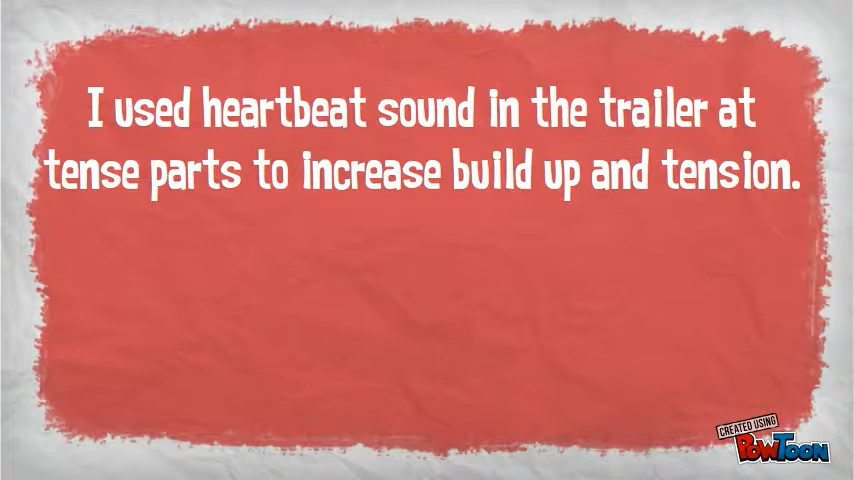 I used heartbeat sound in the trailer at
tense parts to increase build up and tension.
CREATED USING
POWTOON